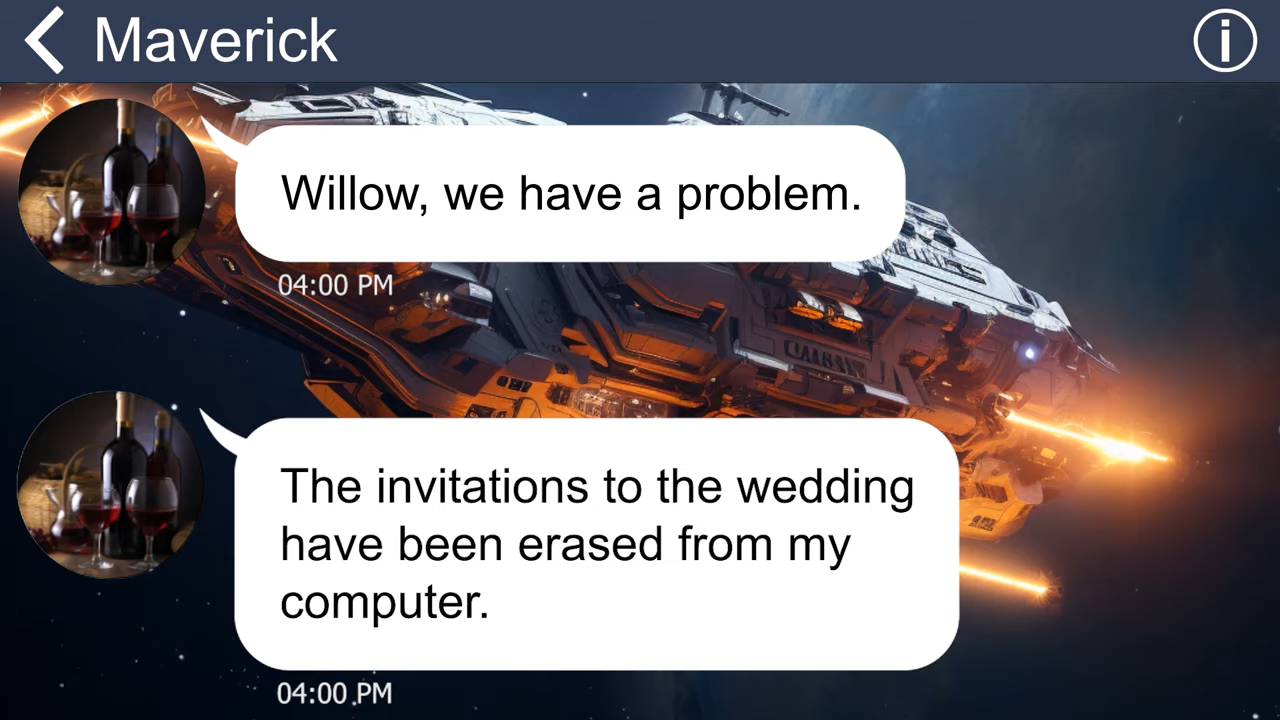 Maverick
Willow, we have a problem.
04:00 PM
The invitations to the wedding
have been erased from my
computer.
04:00 PM